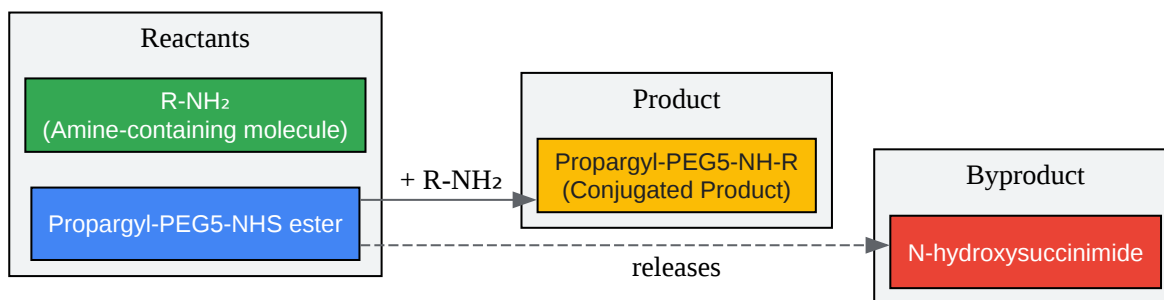 Reactants
R-NH₂
(Amine-containing molecule)
Propargyl-PEG5-NHS ester
+ R-NH₂
Product
Propargyl-PEG5-NH-R
(Conjugated Product)
releases
Byproduct
N-hydroxysuccinimide